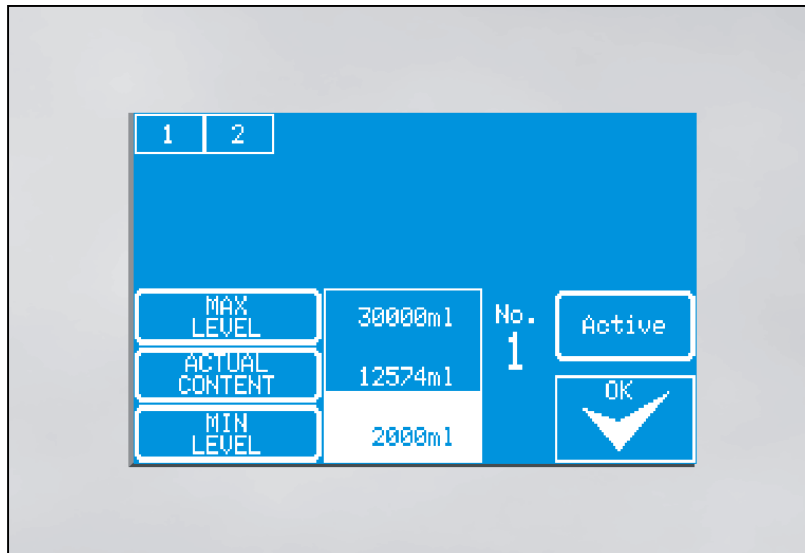 1 2
MAX
LEVEL
30000ml
No.
1
Active
ACTUAL
CONTENT
12574ml
OK
MIN
LEVEL
2000ml